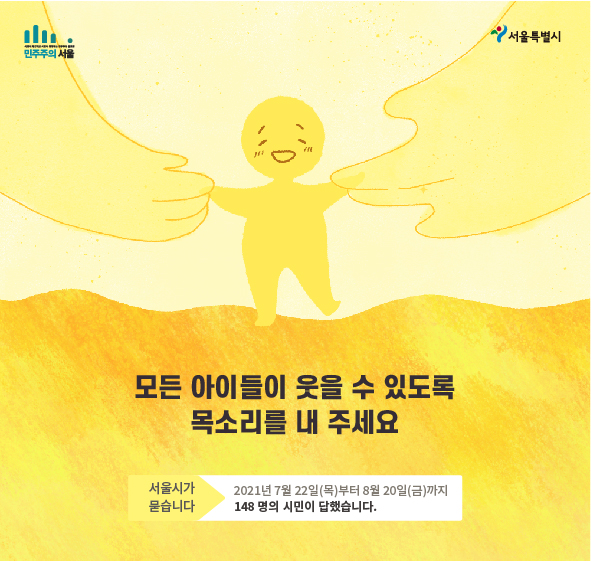 민주주의 서울
서울특별시
모든 아이들이 웃을 수 있도록
목소리를 내 주세요
서울시가
묻습니다
2021년 7월 22일(목)부터 8월 20일(금)까지
148 명의 시민이 답했습니다.